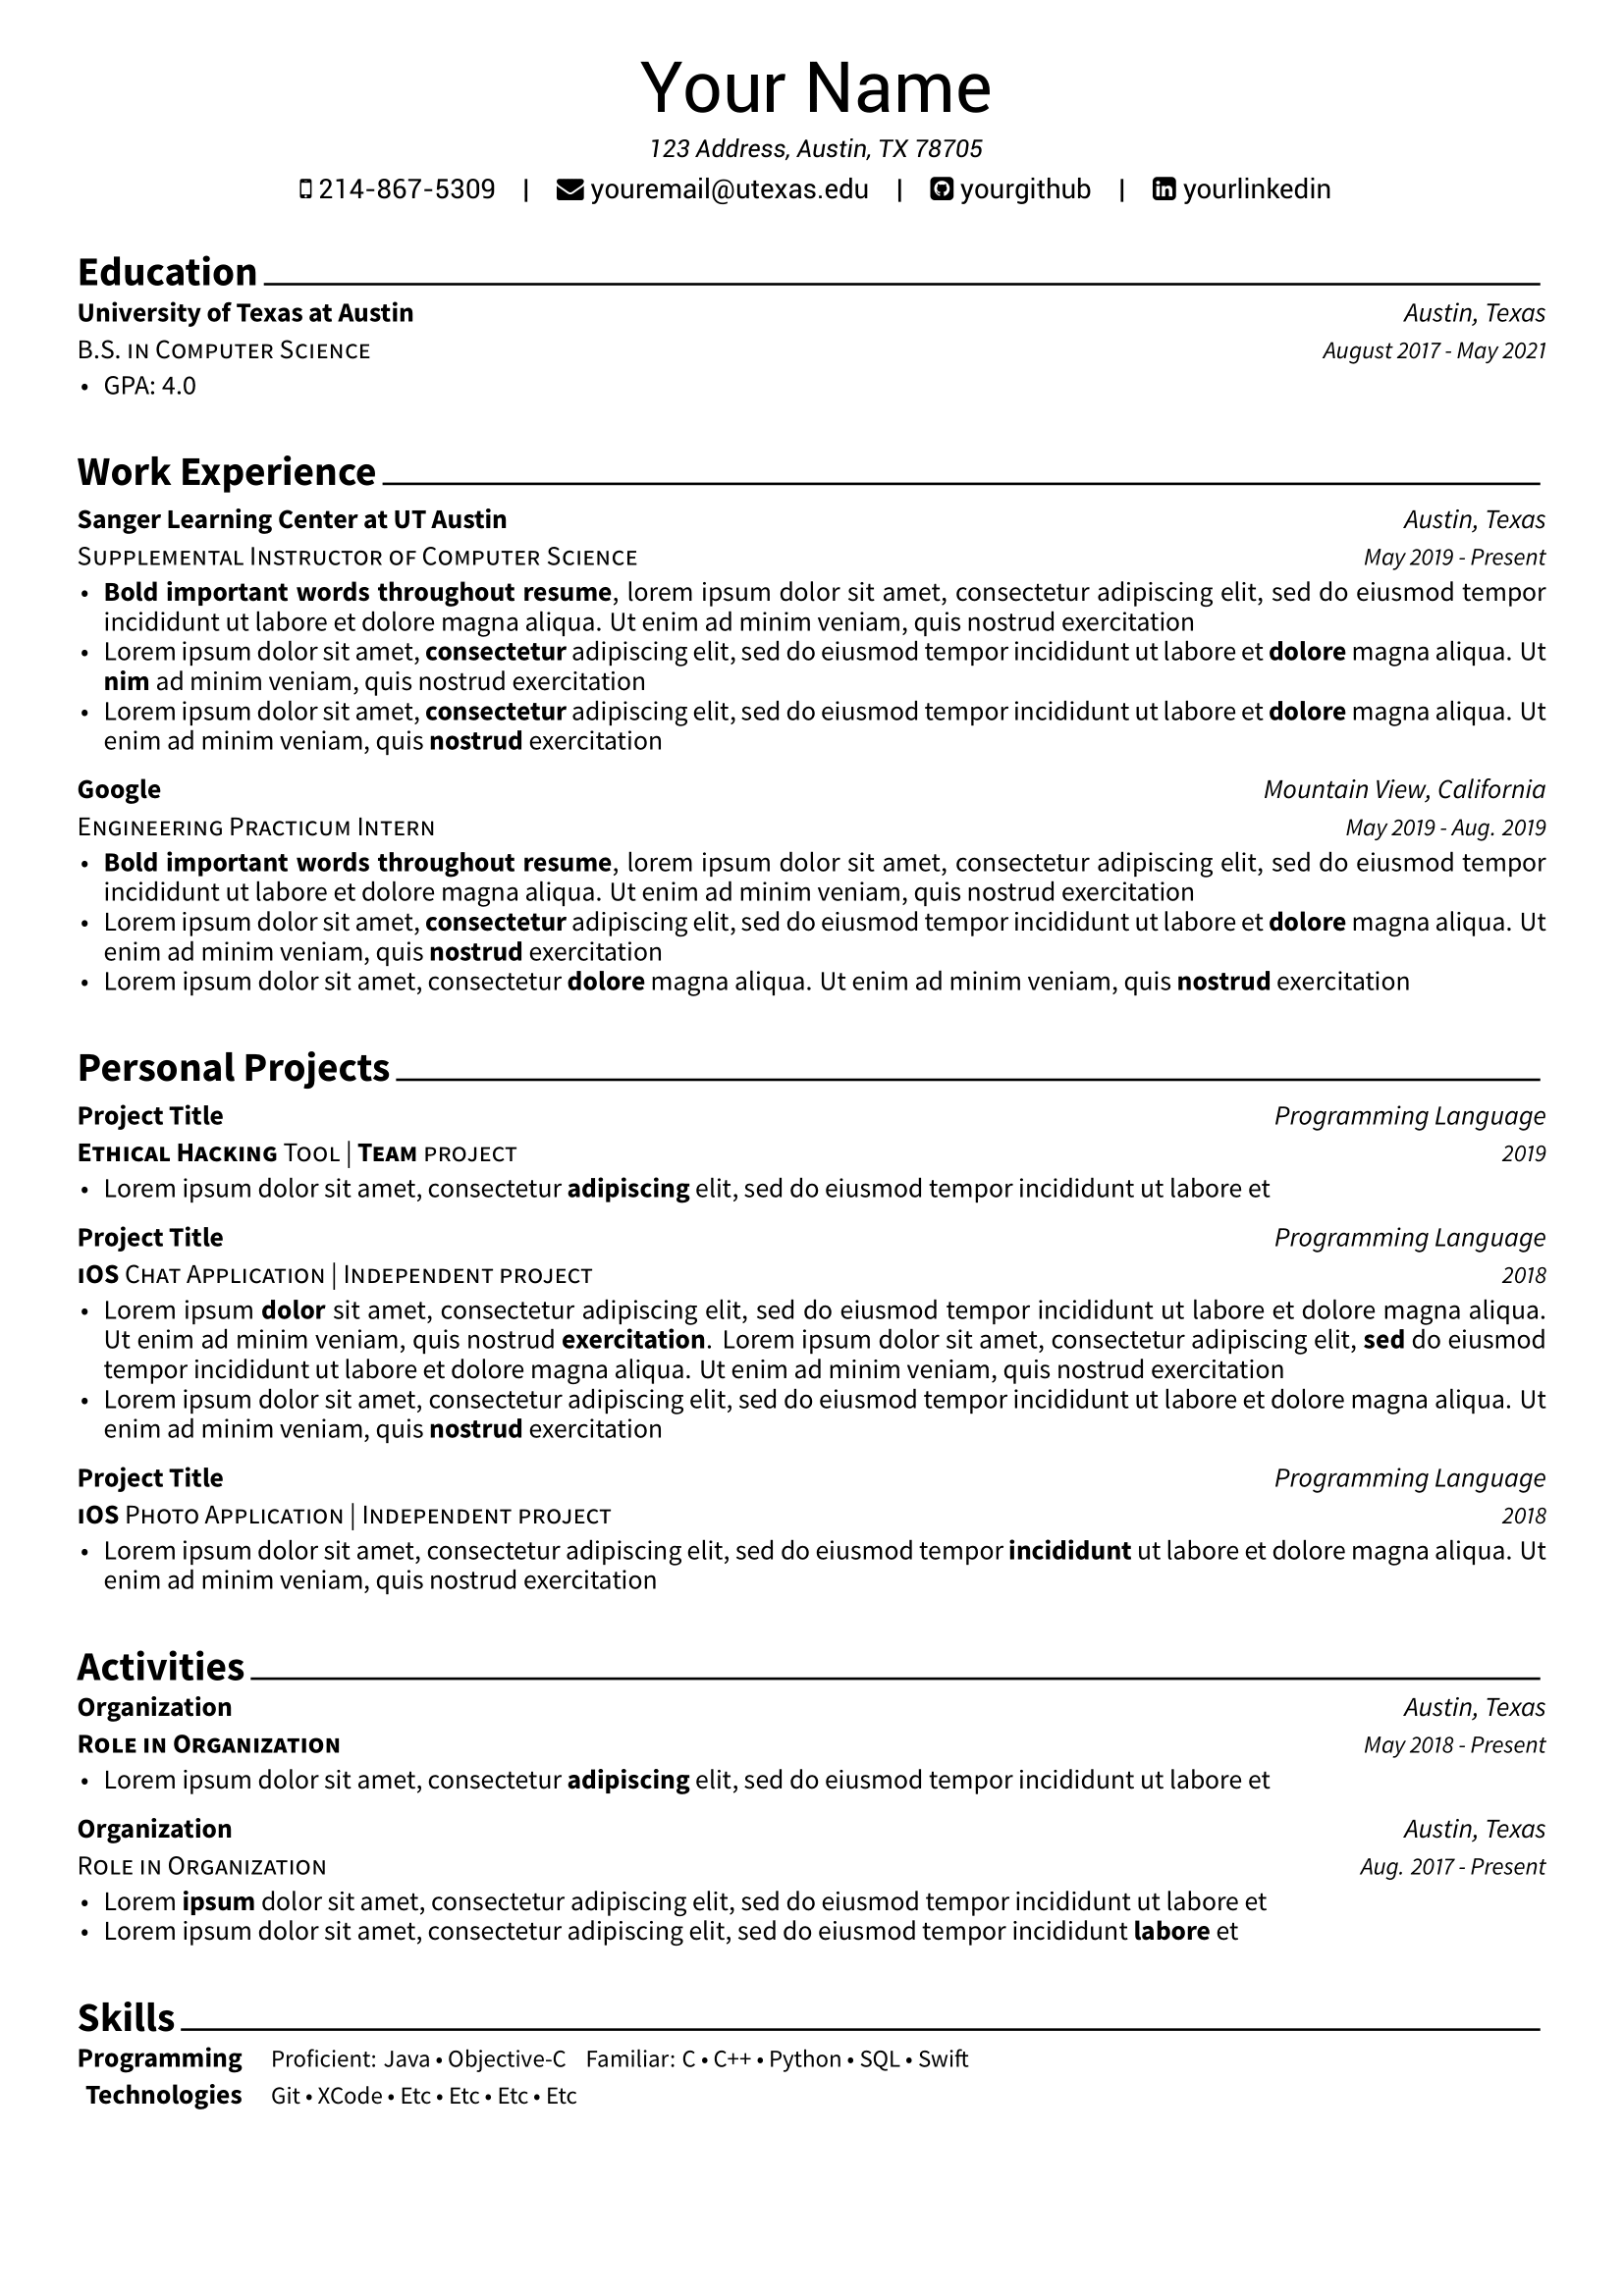 Your Name
123 Address, Austin, TX 78705
214-867-5309 | youremail@utexas.edu | yourgithub | yourlinkedin
Education
University of Texas at Austin Austin, Texas
B.S. in Computer Science August 2017 - May 2021
• GPA: 4.0
Work Experience
Sanger Learning Center at UT Austin Austin, Texas
Supplemental Instructor of Computer Science May 2019 - Present
• Bold important words throughout resume, lorem ipsum dolor sit amet, consectetur adipiscing elit, sed do eiusmod tempor
incididunt ut labore et dolore magna aliqua. Ut enim ad minim veniam, quis nostrud exercitation
• Lorem ipsum dolor sit amet, consectetur adipiscing elit, sed do eiusmod tempor incididunt ut labore et dolore magna aliqua. Ut
nim ad minim veniam, quis nostrud exercitation
• Lorem ipsum dolor sit amet, consectetur adipiscing elit, sed do eiusmod tempor incididunt ut labore et dolore magna aliqua. Ut
enim ad minim veniam, quis nostrud exercitation
Google Mountain View, California
Engineering Practicum Intern May 2019 - Aug. 2019
• Bold important words throughout resume, lorem ipsum dolor sit amet, consectetur adipiscing elit, sed do eiusmod tempor
incididunt ut labore et dolore magna aliqua. Ut enim ad minim veniam, quis nostrud exercitation
• Lorem ipsum dolor sit amet, consectetur adipiscing elit, sed do eiusmod tempor incididunt ut labore et dolore magna aliqua. Ut
enim ad minim veniam, quis nostrud exercitation
• Lorem ipsum dolor sit amet, consectetur dolore magna aliqua. Ut enim ad minim veniam, quis nostrud exercitation
Personal Projects
Project Title Programming Language
Ethical Hacking Tool | Team project 2019
• Lorem ipsum dolor sit amet, consectetur adipiscing elit, sed do eiusmod tempor incididunt ut labore et
Project Title Programming Language
iOS Chat Application | Independent project 2018
• Lorem ipsum dolor sit amet, consectetur adipiscing elit, sed do eiusmod tempor incididunt ut labore et dolore magna aliqua.
Ut enim ad minim veniam, quis nostrud exercitation. Lorem ipsum dolor sit amet, consectetur adipiscing elit, sed do eiusmod
tempor incididunt ut labore et dolore magna aliqua. Ut enim ad minim veniam, quis nostrud exercitation
• Lorem ipsum dolor sit amet, consectetur adipiscing elit, sed do eiusmod tempor incididunt ut labore et dolore magna aliqua. Ut
enim ad minim veniam, quis nostrud exercitation
Project Title Programming Language
iOS Photo Application | Independent project 2018
• Lorem ipsum dolor sit amet, consectetur adipiscing elit, sed do eiusmod tempor incididunt ut labore et dolore magna aliqua. Ut
enim ad minim veniam, quis nostrud exercitation
Activities
Organization Austin, Texas
Role in Organization May 2018 - Present
• Lorem ipsum dolor sit amet, consectetur adipiscing elit, sed do eiusmod tempor incididunt ut labore et
Organization Austin, Texas
Role in Organization Aug. 2017 - Present
• Lorem ipsum dolor sit amet, consectetur adipiscing elit, sed do eiusmod tempor incididunt ut labore et
• Lorem ipsum dolor sit amet, consectetur adipiscing elit, sed do eiusmod tempor incididunt ut labore et
Skills
Programming Proficient: Java • Objective-C Familiar: C • C++ • Python • SQL • Swift
Technologies Git • XCode • Etc • Etc • Etc • Etc